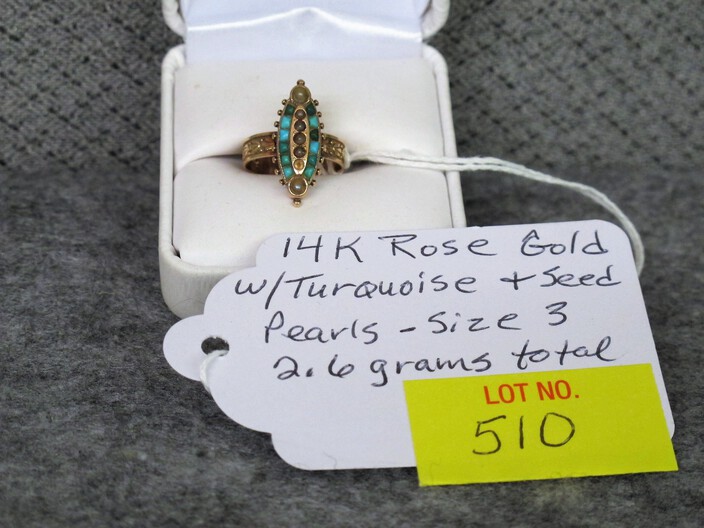 14K Rose Gold
w/Turquoise + Seed
Pearls - Size 3
2.6 grams total
LOT NO.
510